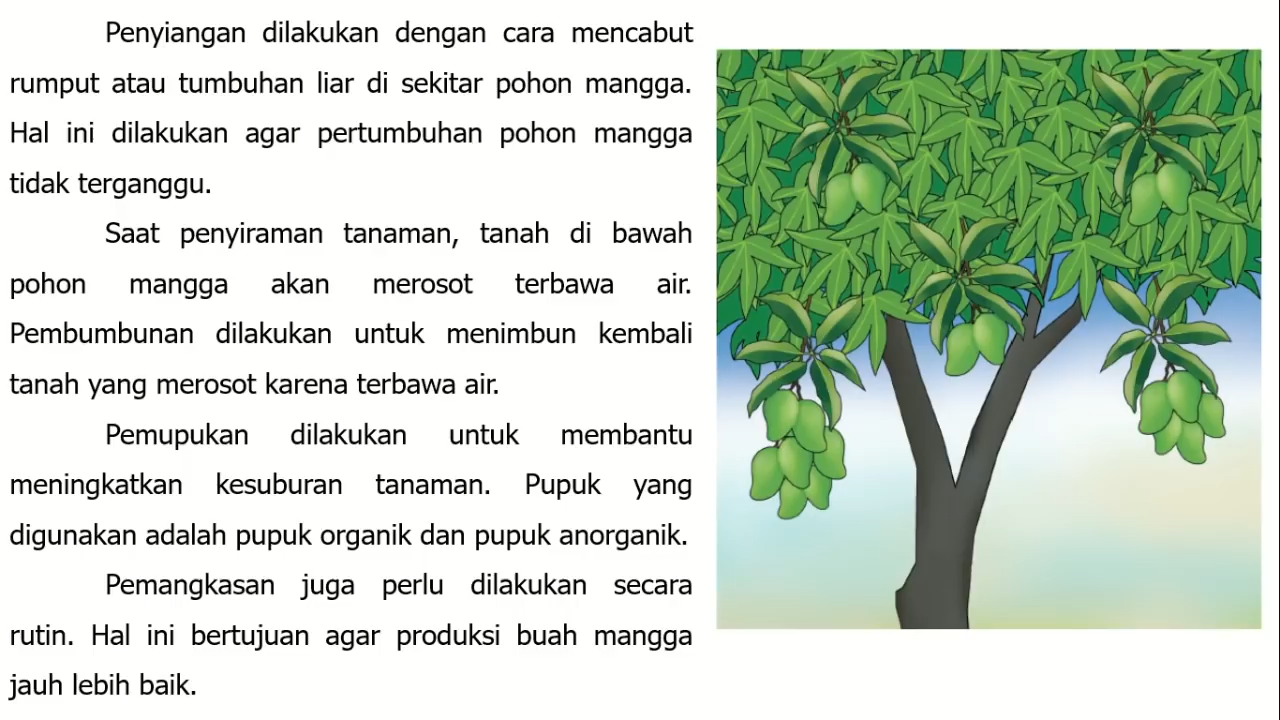 Penyiangan dilakukan dengan cara mencabut
rumput atau tumbuhan liar di sekitar pohon mangga.
Hal ini dilakukan agar pertumbuhan pohon mangga
tidak terganggu.
Saat penyiraman tanaman, tanah di bawah
pohon mangga akan merosot terbawa air.
Pembumbunan dilakukan untuk menimbun kembali
tanah yang merosot karena terbawa air.
Pemupukan dilakukan untuk membantu
meningkatkan kesuburan tanaman. Pupuk yang
digunakan adalah pupuk organik dan pupuk anorganik.
Pemangkasan juga perlu dilakukan secara
rutin. Hal ini bertujuan agar produksi buah mangga
jauh lebih baik.